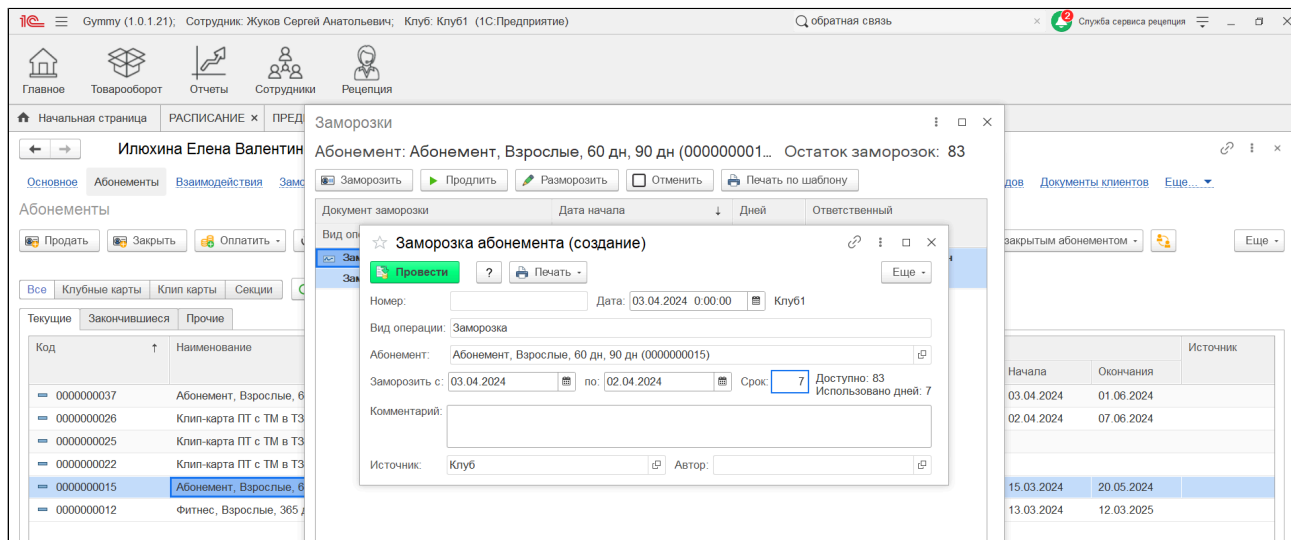 1С Gymmy (1.0.1.21); Сотрудник: Жуков Сергей Анатольевич; Клуб: Клуб1 (1С:Предприятие) обратная связь 2 Служба сервиса рецепция
Главное Товарооборот Отчеты Сотрудники Рецепция
Начальная страница РАСПИСАНИЕ × ПРЕД
Заморозки
Илюхина Елена Валентин
Абонемент: Абонемент, Взрослые, 60 дн, 90 дн (000000001... Остаток заморозок: 83
Основное Абонементы Взаимодействия Замо
Заморозить Продлить Разморозить Отменить Печать по шаблону
дов Документы клиентов Еще...
Абонементы
Документ заморозки Дата начала ↓ Дней Ответственный
Продать Закрыть Оплатить
Вид оп
закрытым абонементом Еще
Заморозка абонемента (создание)
Зам
Зам
Провести ? Печать Еще
Все Клубные карты Клип карты Секции
Номер: Дата: 03.04.2024 0:00:00 Клуб1
Текущие Закончившиеся Прочие
Вид операции: Заморозка
Код ↑ Наименование
Источник
Абонемент: Абонемент, Взрослые, 60 дн, 90 дн (0000000015)
Начала Окончания
Заморозить с: 03.04.2024 по: 02.04.2024 Срок: 7 Доступно: 83
Использовано дней: 7
0000000037 Абонемент, Взрослые, 6 03.04.2024 01.06.2024
Комментарий:
0000000026 Клип-карта ПТ с ТМ в ТЗ 02.04.2024 07.06.2024
0000000025 Клип-карта ПТ с ТМ в ТЗ
0000000022 Клип-карта ПТ с ТМ в ТЗ
Источник: Клуб Автор:
0000000015 Абонемент, Взрослые, 6 15.03.2024 20.05.2024
0000000012 Фитнес, Взрослые, 365 д 13.03.2024 12.03.2025